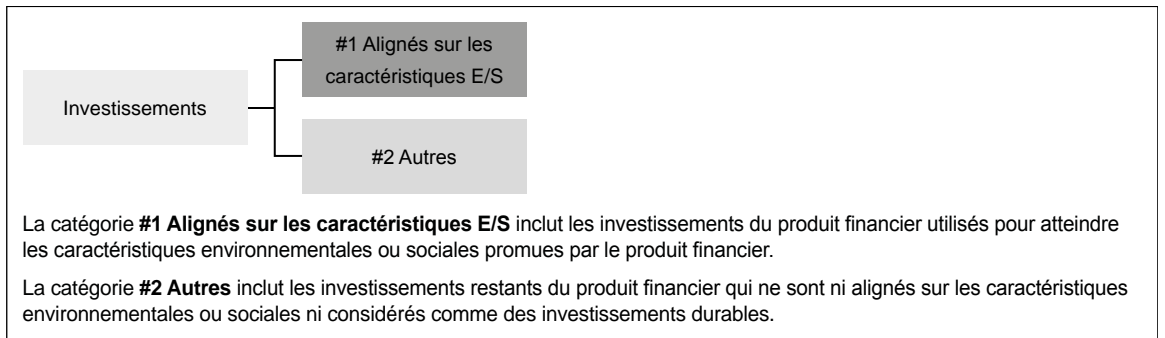 #1 Alignés sur les
caractéristiques E/S
Investissements
#2 Autres
La catégorie #1 Alignés sur les caractéristiques E/S inclut les investissements du produit financier utilisés pour atteindre
les caractéristiques environnementales ou sociales promues par le produit financier.
La catégorie #2 Autres inclut les investissements restants du produit financier qui ne sont ni alignés sur les caractéristiques
environnementales ou sociales ni considérés comme des investissements durables.